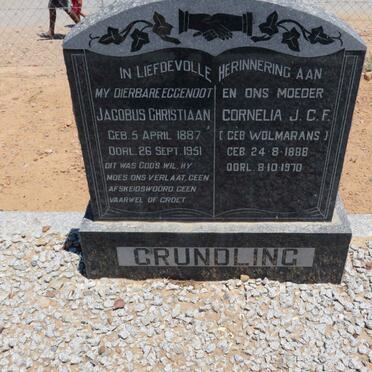 IN LIEFDEVOLLE HERINNERING AAN
MY DIERBARE EGGENOOT
JACOBUS CHRISTIAAN
GEB. 5 APRIL 1887
OORL. 26 SEPT. 1951
DIT WAS GODS WIL, HY
MOES ONS VERLAAT, GEEN
AFSKEIDSWOORD GEEN
VAARWEL OF GROET
EN ONS MOEDER
CORNELIA J.C.F.
(GEB WOLMARANS)
GEB. 24-8-1888
OORL. 8-10-1970
GRUNDLING